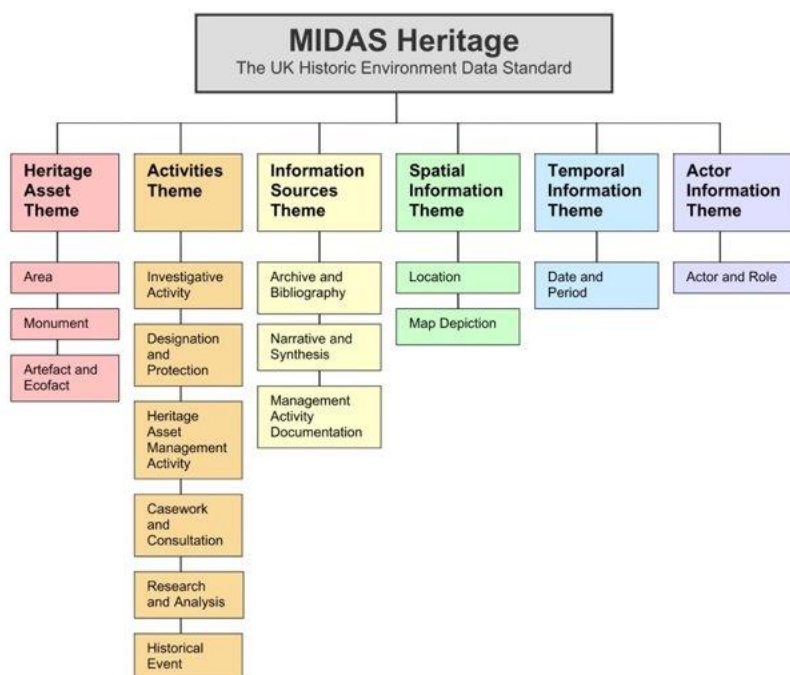 MIDAS Heritage
The UK Historic Environment Data Standard
Heritage
Asset
Theme
Area
Monument
Artefact and
Ecofact
Activities
Theme
Investigative
Activity
Designation
and
Protection
Heritage
Asset
Management
Activity
Casework
and
Consultation
Research
and Analysis
Historical
Event
Information
Sources
Theme
Archive and
Bibliography
Narrative and
Synthesis
Management
Activity
Documentation
Spatial
Information
Theme
Location
Map Depiction
Temporal
Information
Theme
Date and
Period
Actor
Information
Theme
Actor and Role